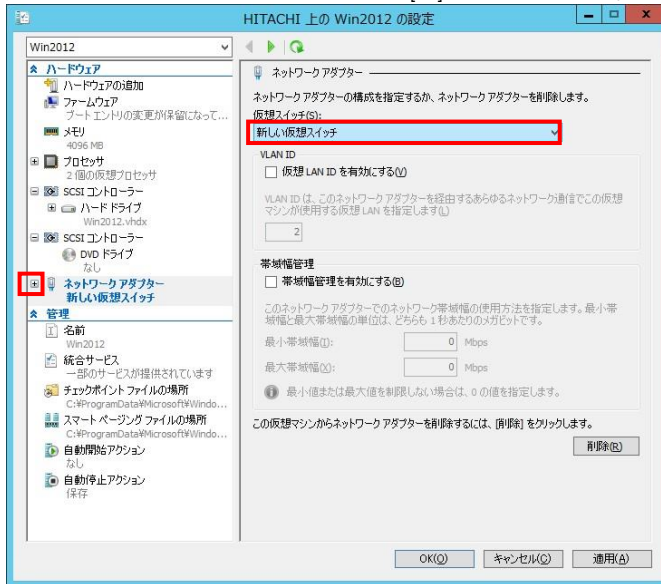 HITACHI 上の Win2012 の設定
Win2012
ハードウェア
ハードウェアの追加
ファームウェア
ブート エントリの変更が保留になって...
メモリ
4096 MB
プロセッサ
2 個の仮想プロセッサ
SCSI コントローラー
ハード ドライブ
Win2012.vhdx
SCSI コントローラー
DVD ドライブ
なし
ネットワーク アダプター
新しい仮想スイッチ
管理
名前
Win2012
統合サービス
一部のサービスが提供されています
チェックポイント ファイルの場所
C:¥ProgramData¥Microsoft¥Windo...
スマート ページング ファイルの場所
C:¥ProgramData¥Microsoft¥Windo...
自動開始アクション
なし
自動停止アクション
保存
ネットワーク アダプター
ネットワーク アダプターの構成を指定するか、ネットワーク アダプターを削除します。
仮想スイッチ(S):
新しい仮想スイッチ
VLAN ID
仮想 LAN ID を有効にする(V)
VLAN ID は、このネットワーク アダプターを経由するあらゆるネットワーク通信でこの仮想
マシンが使用する仮想 LAN を指定します(L)
2
帯域幅管理
帯域幅管理を有効にする(B)
このネットワーク アダプターでのネットワーク帯域幅の使用方法を指定します。最小帯
域幅と最大帯域幅の単位は、どちらも 1 秒あたりのメガビットです。
最小帯域幅(I): 0 Mbps
最大帯域幅(X): 0 Mbps
最小値または最大値を制限しない場合は、0 の値を指定します。
この仮想マシンからネットワーク アダプターを削除するには、[削除] をクリックします。
削除(R)
OK(O) キャンセル(C) 適用(A)